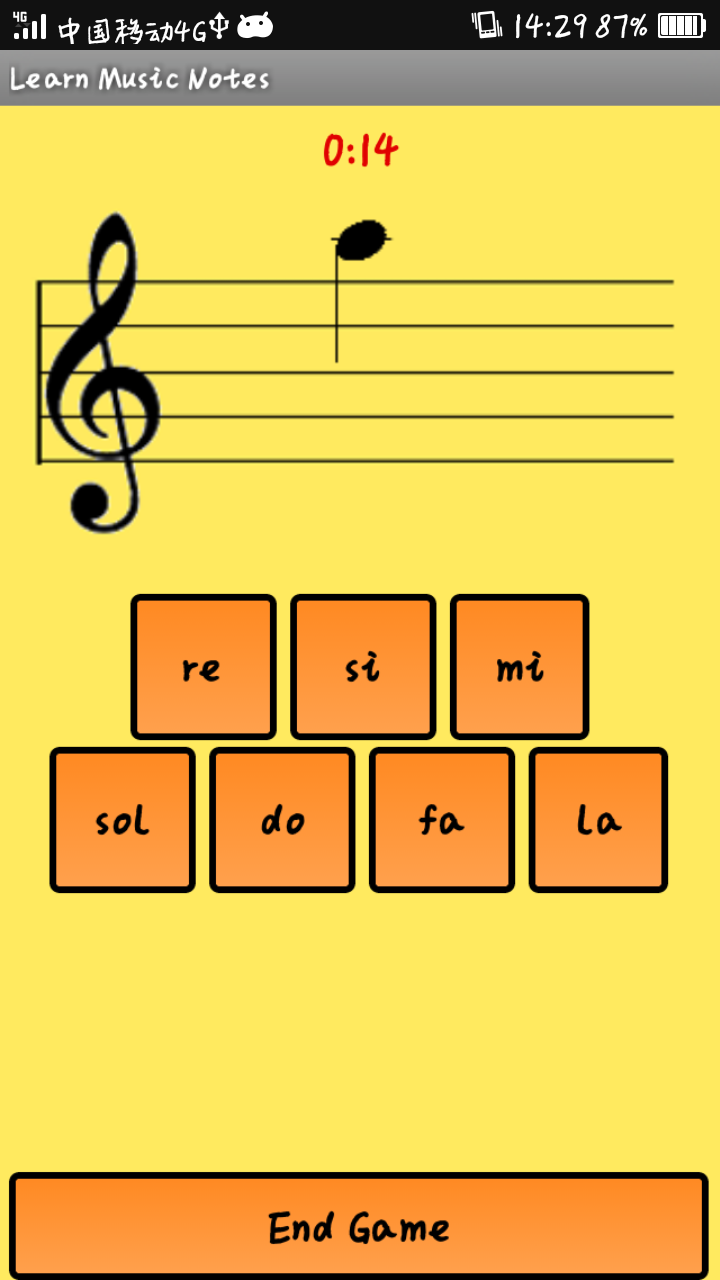 4G 中国移动4G 14:29 87%
Learn Music Notes
0:14
re si mi
sol do fa la
End Game